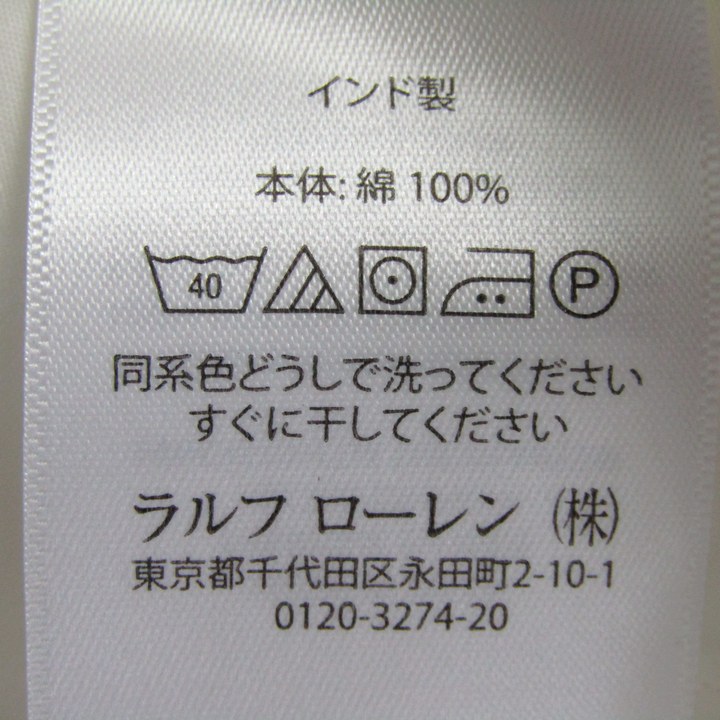 インド製
本体: 綿 100%
40 P
同系色どうしで洗ってください
すぐに干してください
ラルフ ローレン (株)
東京都千代田区永田町2-10-1
0120-3274-20